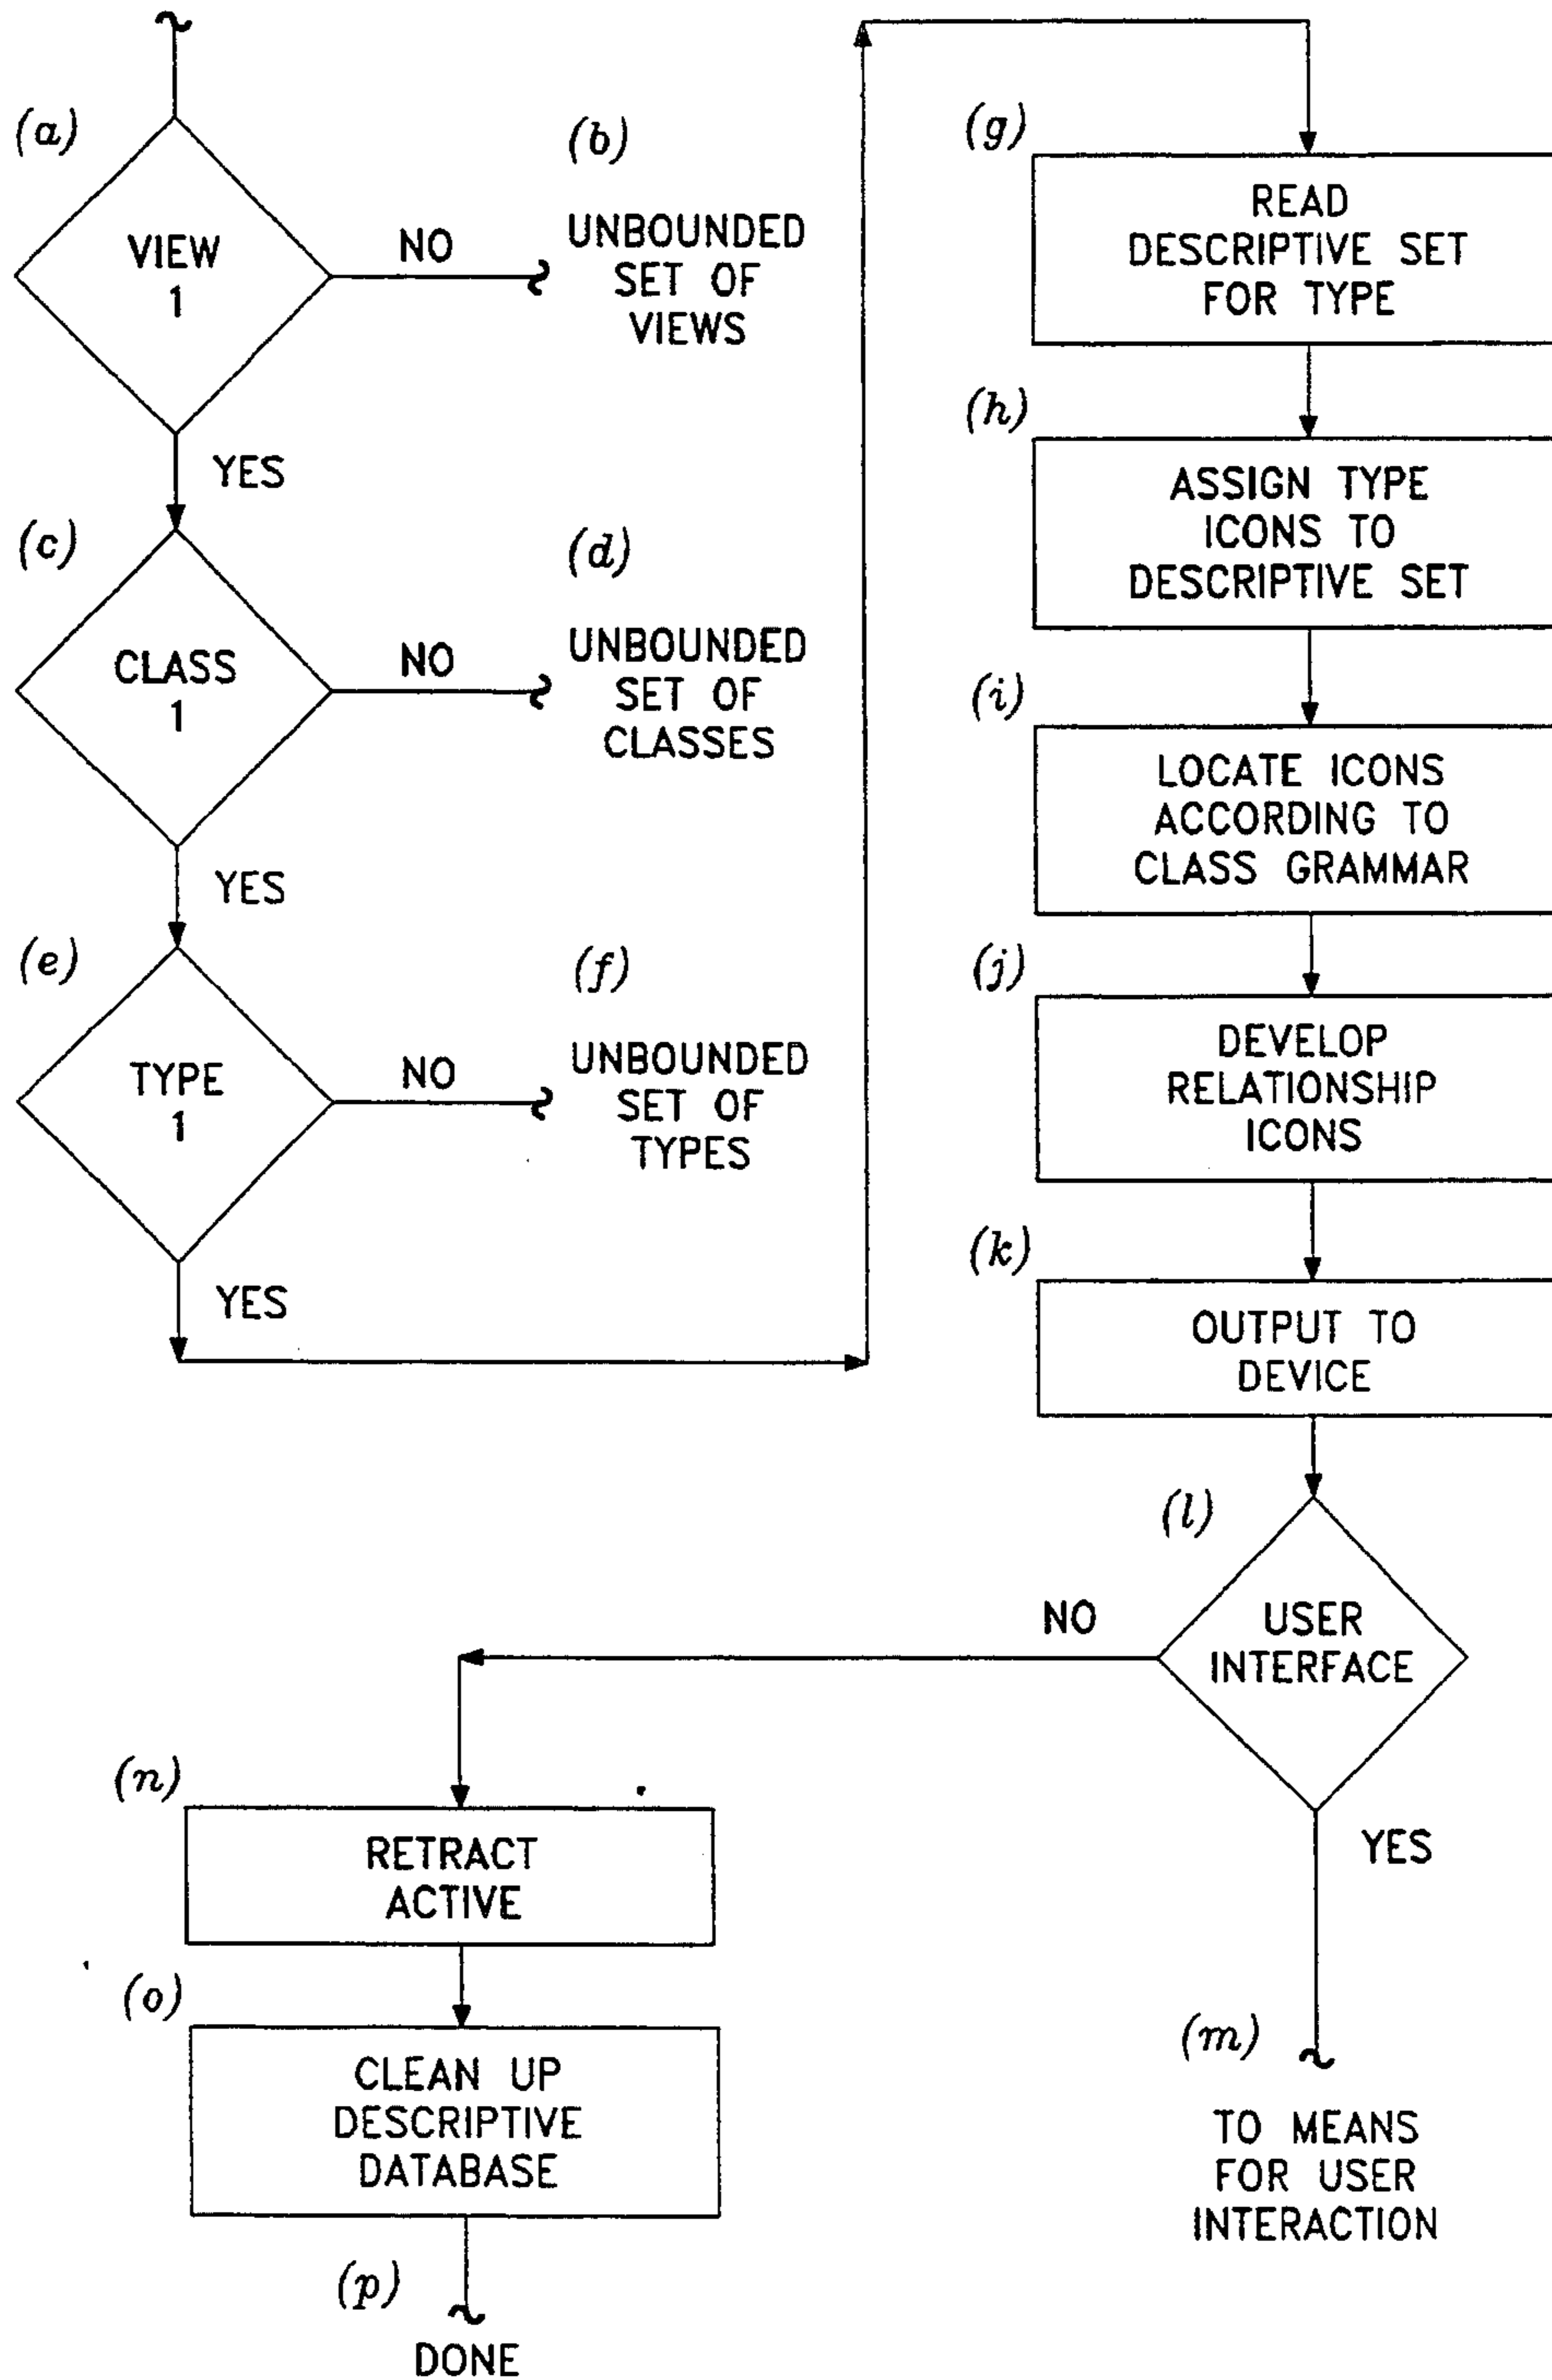 (a)
VIEW
1
NO
(b)
UNBOUNDED
SET OF
VIEWS
YES
(c)
CLASS
1
NO
(d)
UNBOUNDED
SET OF
CLASSES
YES
(e)
TYPE
1
NO
(f)
UNBOUNDED
SET OF
TYPES
YES
(g)
READ
DESCRIPTIVE SET
FOR TYPE
(h)
ASSIGN TYPE
ICONS TO
DESCRIPTIVE SET
(i)
LOCATE ICONS
ACCORDING TO
CLASS GRAMMAR
(j)
DEVELOP
RELATIONSHIP
ICONS
(k)
OUTPUT TO
DEVICE
(l)
USER
INTERFACE
NO
YES
(m)
TO MEANS
FOR USER
INTERACTION
(n)
RETRACT
ACTIVE
(o)
CLEAN UP
DESCRIPTIVE
DATABASE
(p)
DONE